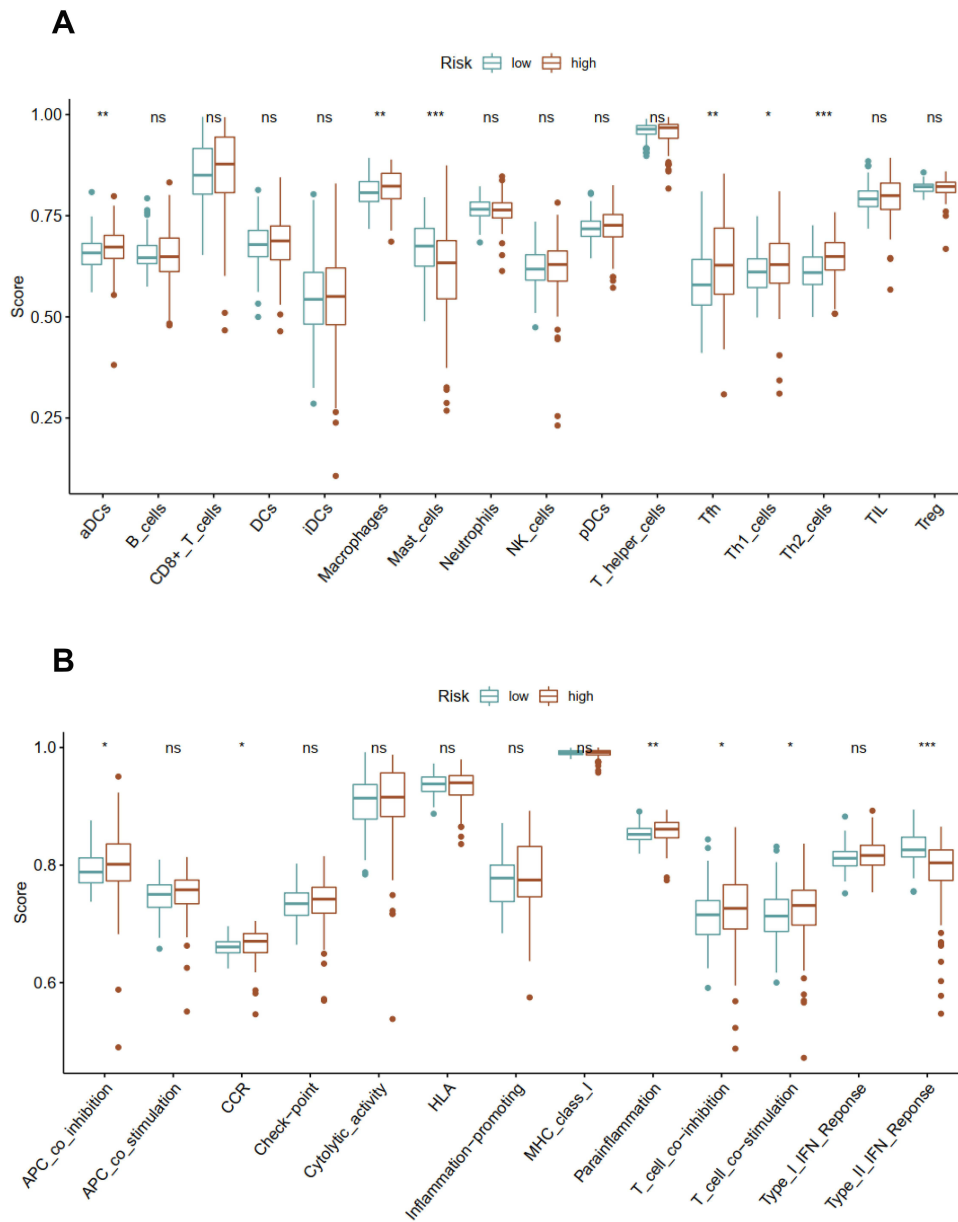 A
Risk low high
** ns ns ns ns ** *** ns ns ns ns ** * *** ns ns
1.00
0.75
0.50
0.25
Score
aDCs
B_cells
CD8+_T_cells
DCs
iDCs
Macrophages
Mast_cells
Neutrophils
NK_cells
pDCs
T_helper_cells
Tfh
Th1_cells
Th2_cells
TIL
Treg
B
Risk low high
* ns * ns ns ns ns ns ** * * ns ***
1.0
0.8
0.6
Score
APC_co_inhibition
APC_co_stimulation
CCR
Check-point
Cytolytic_activity
HLA
Inflammation-promoting
MHC_class_I
Parainflammation
T_cell_co-inhibition
T_cell_co-stimulation
Type_I_IFN_Reponse
Type_II_IFN_Reponse